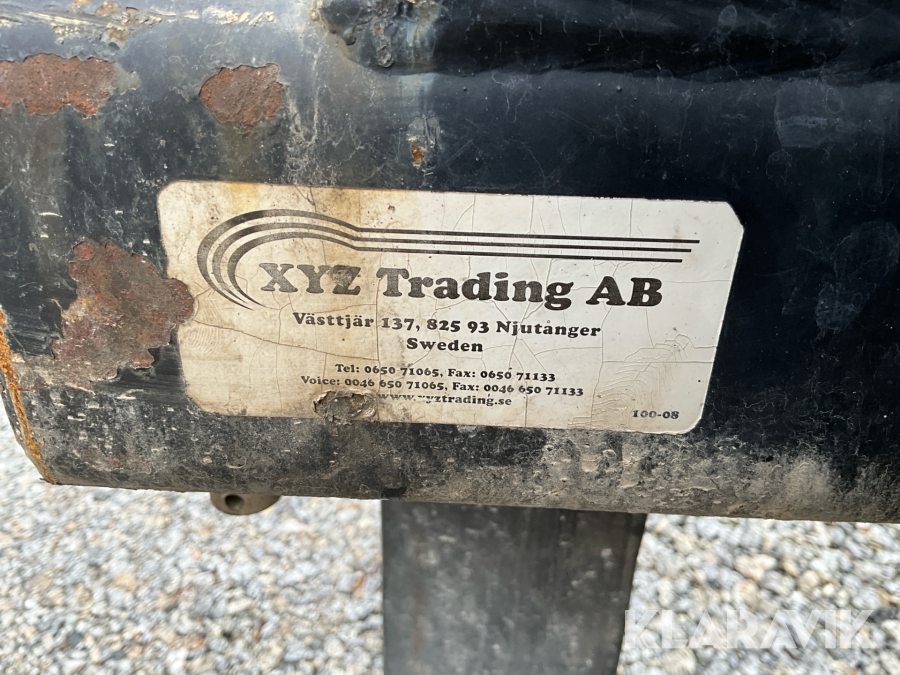 XYZ Trading AB
Västtjär 137, 825 93 Njutånger
Sweden
Tel: 0650 71065, Fax: 0650 71133
Voice: 0046 650 71065, Fax: 0046 650 71133
www.xyztrading.se
100-08
KLARAVIK